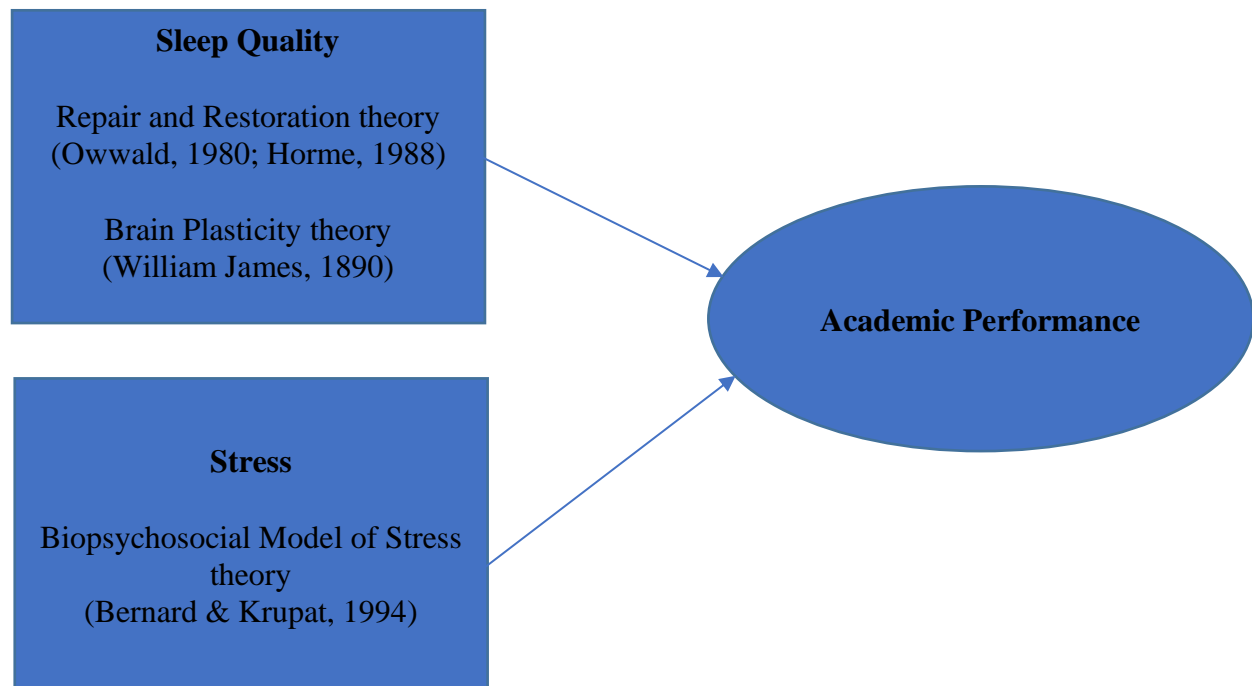 Sleep Quality
Repair and Restoration theory
(Owwald, 1980; Horme, 1988)
Brain Plasticity theory
(William James, 1890)
Academic Performance
Stress
Biopsychosocial Model of Stress
theory
(Bernard & Krupat, 1994)